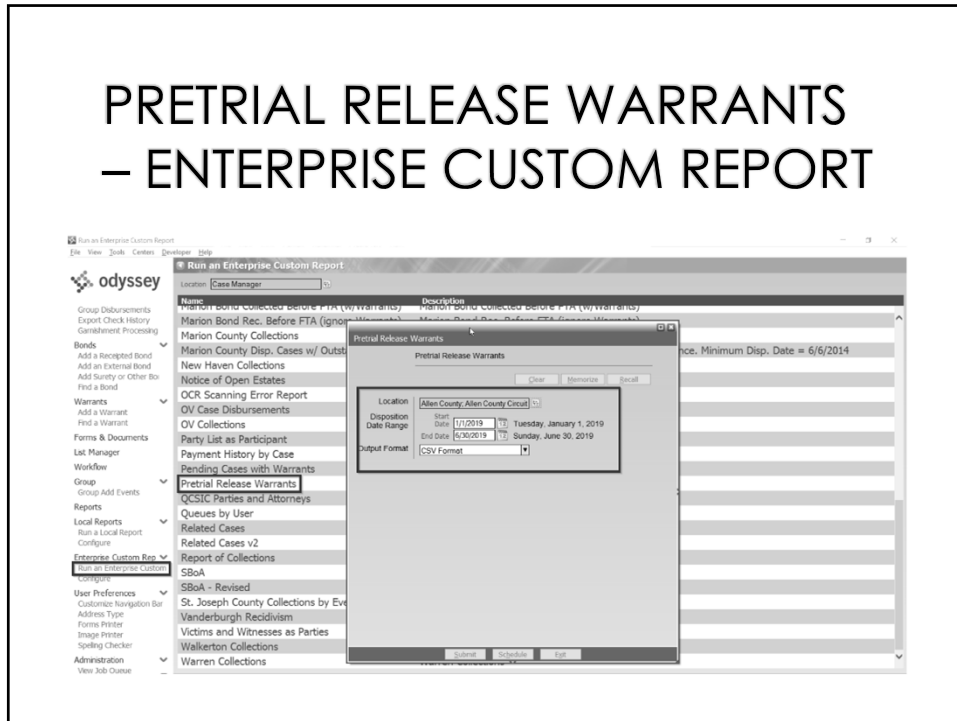 PRETRIAL RELEASE WARRANTS
– ENTERPRISE CUSTOM REPORT
Run an Enterprise Custom Report
File View Tools Centers Developer Help
odyssey
Group Disbursements
Export Check History
Garnishment Processing
Bonds
Add a Receipted Bond
Add an External Bond
Add Surety or Other Bo
Find a Bond
Warrants
Add a Warrant
Find a Warrant
Forms & Documents
List Manager
Workflow
Group
Group Add Events
Reports
Local Reports
Run a Local Report
Configure
Enterprise Custom Rep
Run an Enterprise Custom
Configure
User Preferences
Customize Navigation Bar
Address Type
Forms Printer
Image Printer
Spelling Checker
Administration
View Job Queue
Run an Enterprise Custom Report
Location Case Manager
Name Description
Marion Bond Collected Before FTA (w/Warrants) Marion Bond Collected Before FTA (w/Warrants)
Marion Bond Rec. Before FTA (ignore Warrants)
Marion County Collections
Marion County Disp. Cases w/ Outst nce. Minimum Disp. Date = 6/6/2014
New Haven Collections
Notice of Open Estates
OCR Scanning Error Report
OV Case Disbursements
OV Collections
Party List as Participant
Payment History by Case
Pending Cases with Warrants
Pretrial Release Warrants
QCSIC Parties and Attorneys
Queues by User
Related Cases
Related Cases v2
Report of Collections
SBoA
SBoA - Revised
St. Joseph County Collections by Eve
Vanderburgh Recidivism
Victims and Witnesses as Parties
Walkerton Collections
Warren Collections
Pretrial Release Warrants
Pretrial Release Warrants
Clear Memorize Recall
Location Allen County; Allen County Circuit
Disposition Date Range
Start Date 1/1/2019 Tuesday, January 1, 2019
End Date 6/30/2019 Sunday, June 30, 2019
Output Format CSV Format
Submit Schedule Exit